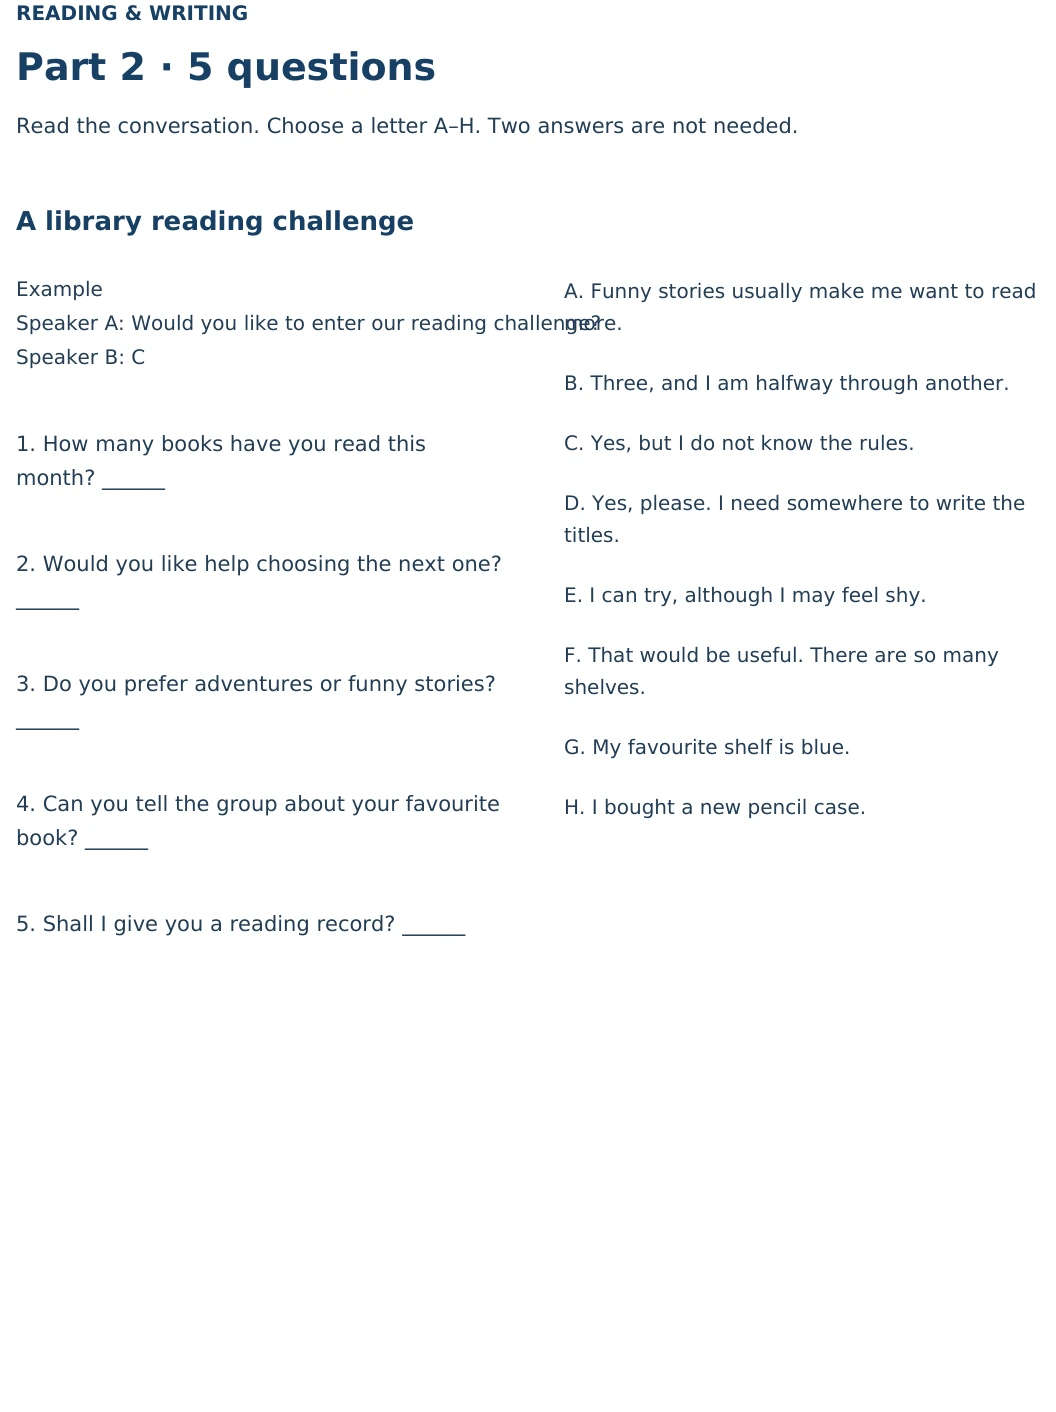 READING & WRITING
Part 2 · 5 questions
Read the conversation. Choose a letter A–H. Two answers are not needed.
A library reading challenge
Example
Speaker A: Would you like to enter our reading challenge?
Speaker B: C
1. How many books have you read this
month? ______
2. Would you like help choosing the next one?
______
3. Do you prefer adventures or funny stories?
______
4. Can you tell the group about your favourite
book? ______
5. Shall I give you a reading record? ______
A. Funny stories usually make me want to read
more.
B. Three, and I am halfway through another.
C. Yes, but I do not know the rules.
D. Yes, please. I need somewhere to write the
titles.
E. I can try, although I may feel shy.
F. That would be useful. There are so many
shelves.
G. My favourite shelf is blue.
H. I bought a new pencil case.